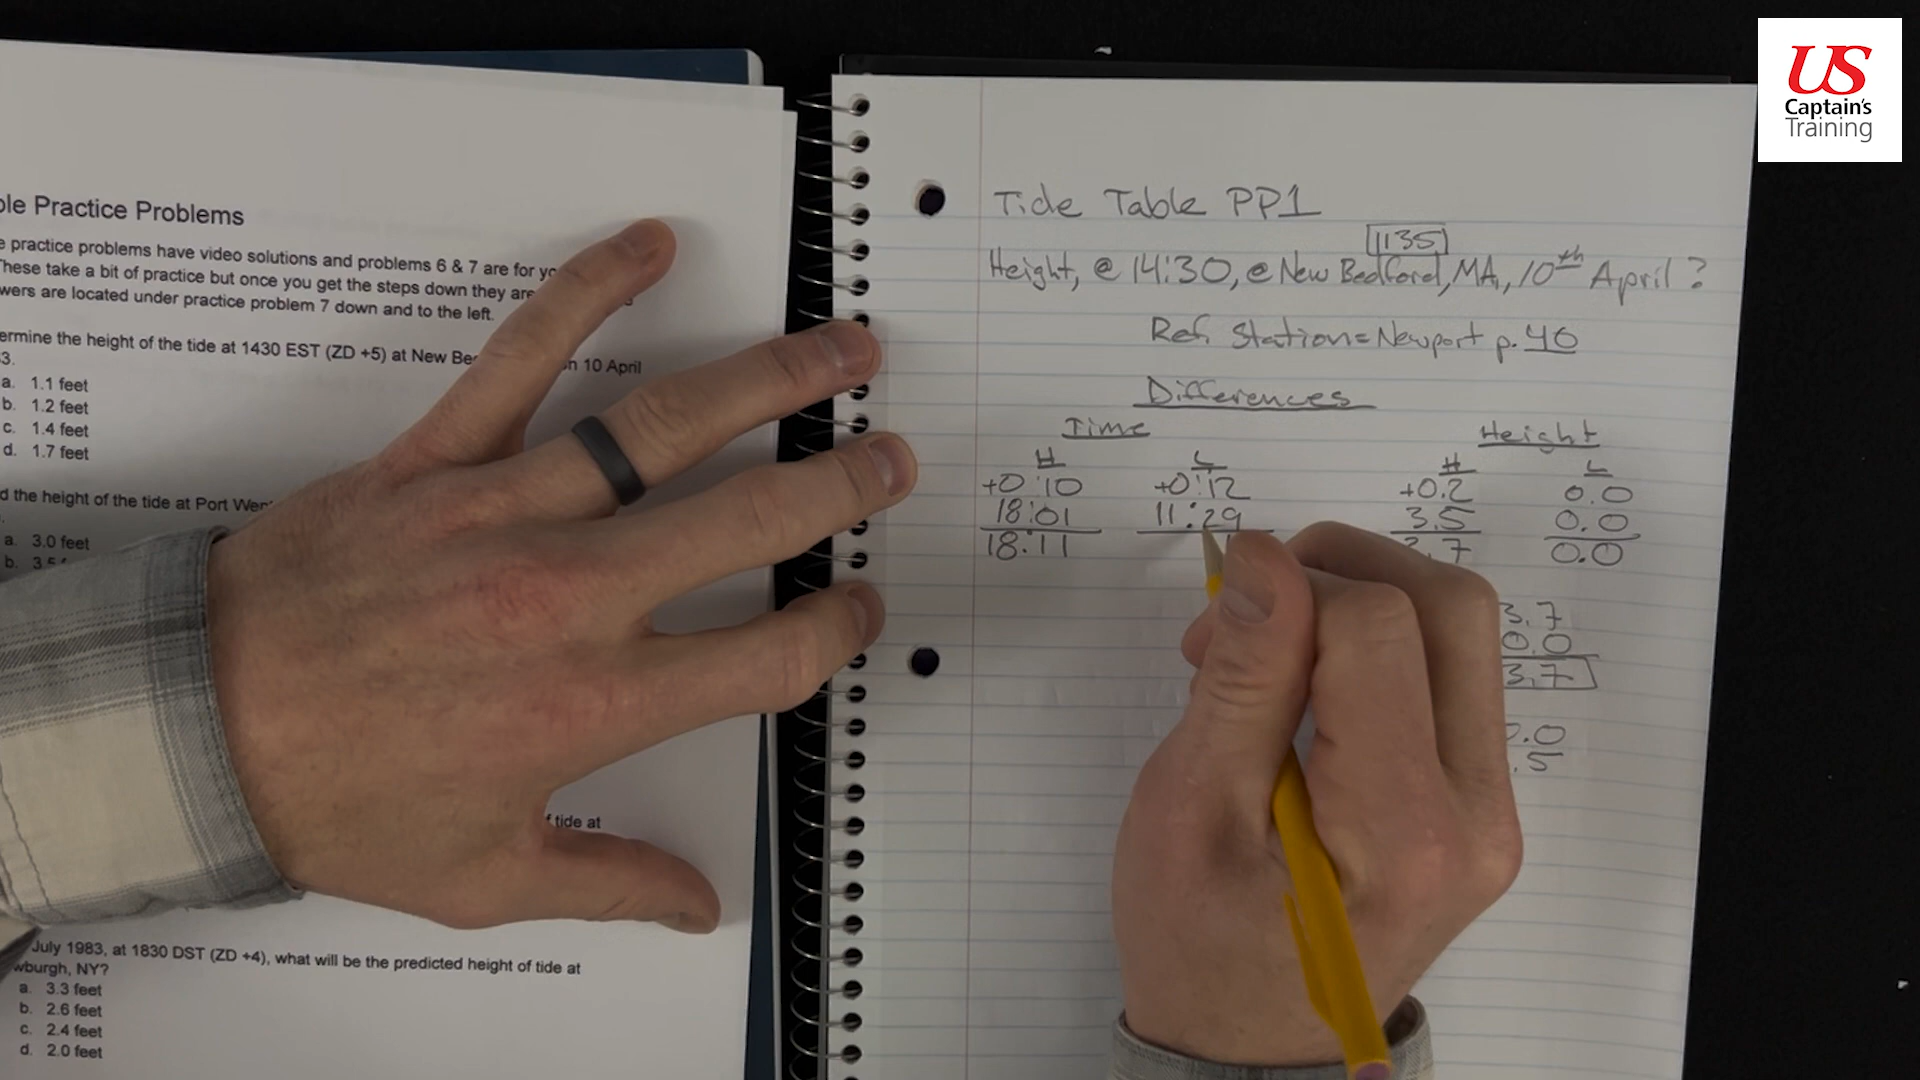 US
Captain's
Training
ble Practice Problems
e practice problems have video solutions and problems 6 & 7 are for
These take a bit of practice but once you get the steps down they are
wers are located under practice problem 7 down and to the left.
ermine the height of the tide at 1430 EST (ZD +5) at New Be n 10 April
3.
a. 1.1 feet
b. 1.2 feet
c. 1.4 feet
d. 1.7 feet
d the height of the tide at Port
a. 3.0 feet
b. 3.5
f tide at
July 1983, at 1830 DST (ZD +4), what will be the predicted height of tide at
wburgh, NY?
a. 3.3 feet
b. 2.6 feet
c. 2.4 feet
d. 2.0 feet
Tide Table PP1
1135
Height, @ 14:30, @ New Bedford, MA, 10th April ?
Ref. Station = Newport p. 40
Differences
Time Height
H L H L
+0:10 +0:12 +0.2 0.0
18:01 11:29 3.5 0.0
18:11 .7 0.0
3.7
0.0
3.7
.0
.5